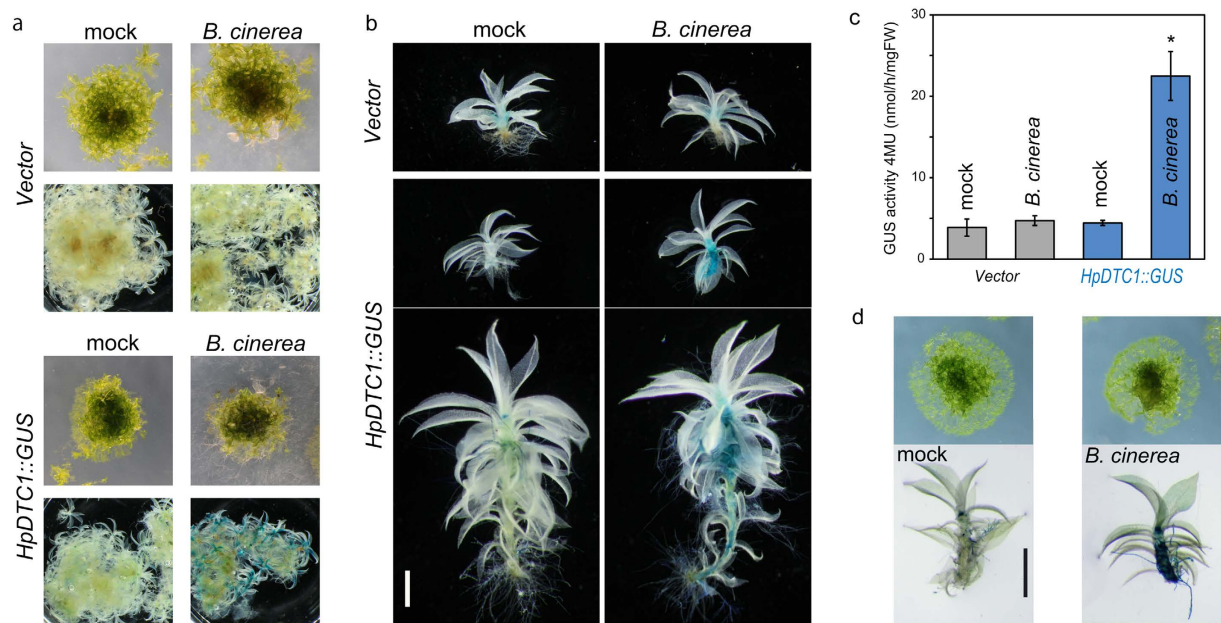 a
mock
B. cinerea
Vector
mock
B. cinerea
HpDTC1::GUS
b
mock
B. cinerea
Vector
HpDTC1::GUS
c
GUS activity 4MU (nmol/h/mgFW)
30
20
10
0
mock
B. cinerea
mock
B. cinerea
*
Vector
HpDTC1::GUS
d
mock
B. cinerea